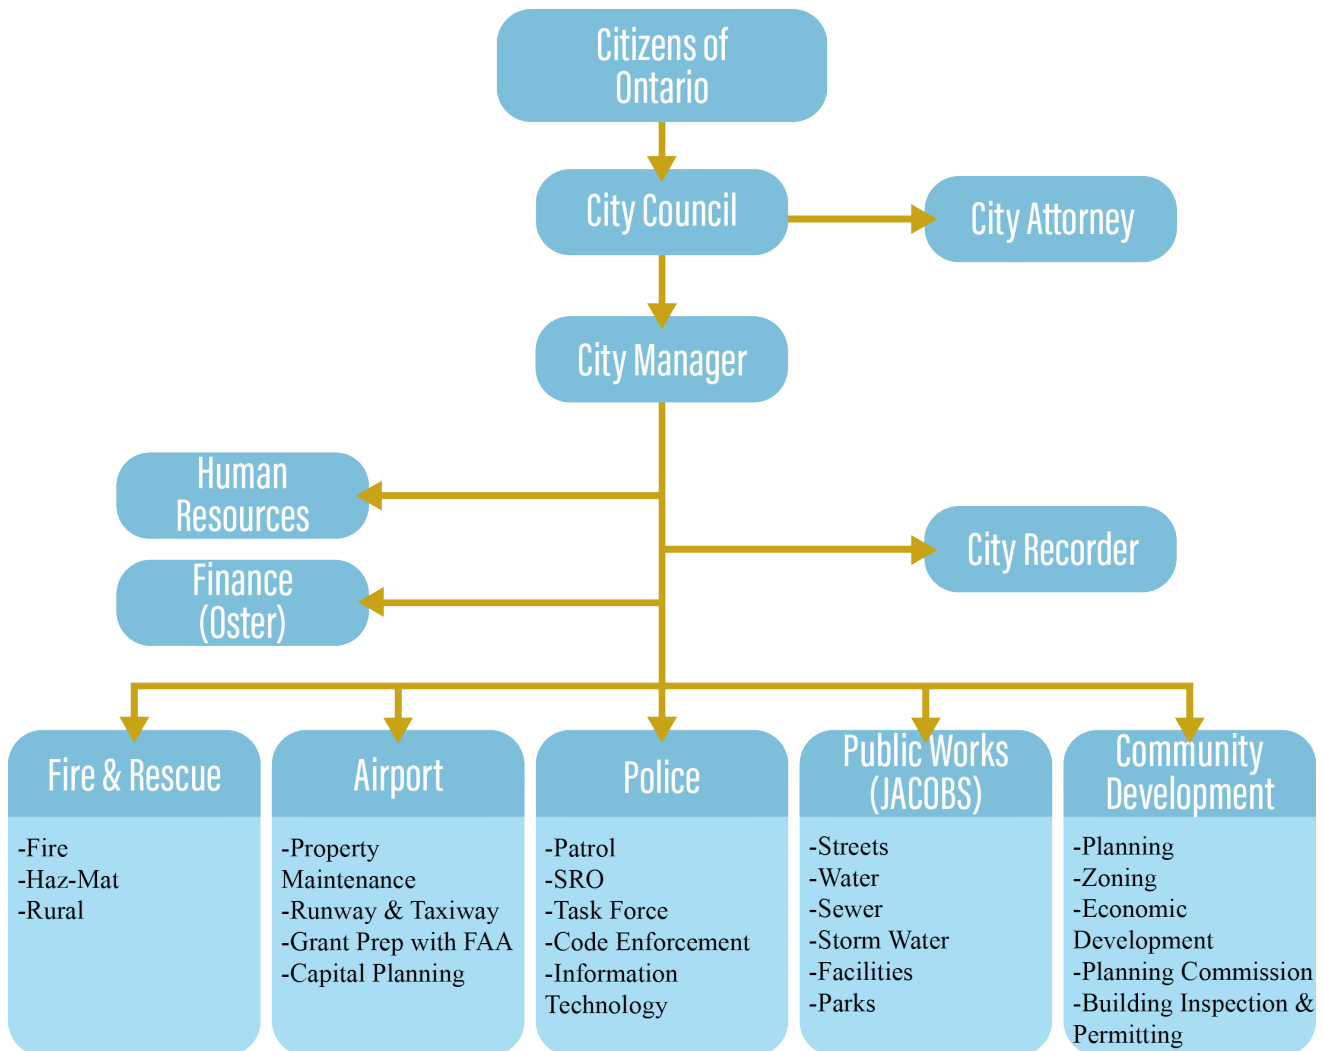 Citizens of
Ontario
City Council
City Attorney
City Manager
Human
Resources
City Recorder
Finance
(Oster)
Fire & Rescue
-Fire
-Haz-Mat
-Rural
Airport
-Property
Maintenance
-Runway & Taxiway
-Grant Prep with FAA
-Capital Planning
Police
-Patrol
-SRO
-Task Force
-Code Enforcement
-Information
Technology
Public Works
(JACOBS)
-Streets
-Water
-Sewer
-Storm Water
-Facilities
-Parks
Community
Development
-Planning
-Zoning
-Economic
Development
-Planning Commission
-Building Inspection &
Permitting